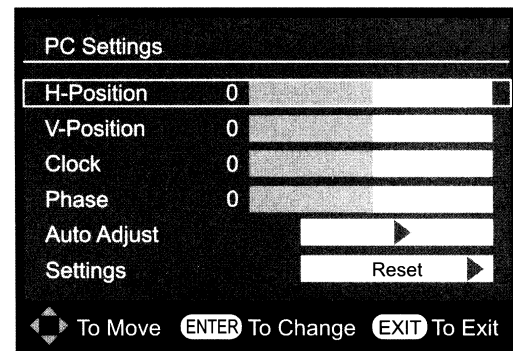 PC Settings
H-Position 0
V-Position 0
Clock 0
Phase 0
Auto Adjust
Settings Reset
To Move ENTER To Change EXIT To Exit